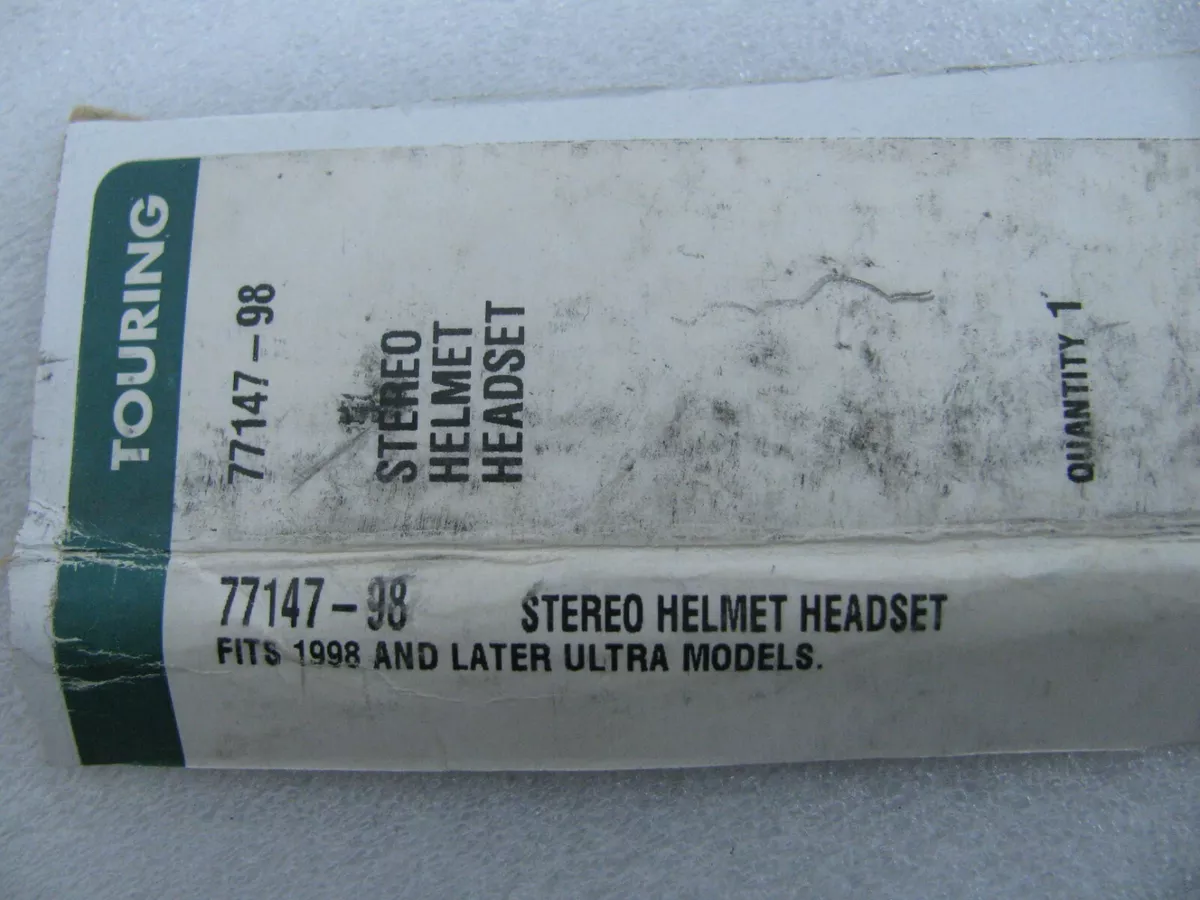 TOURING
77147-98
STEREO
HELMET
HEADSET
QUANTITY 1
77147-98 STEREO HELMET HEADSET
FITS 1998 AND LATER ULTRA MODELS.